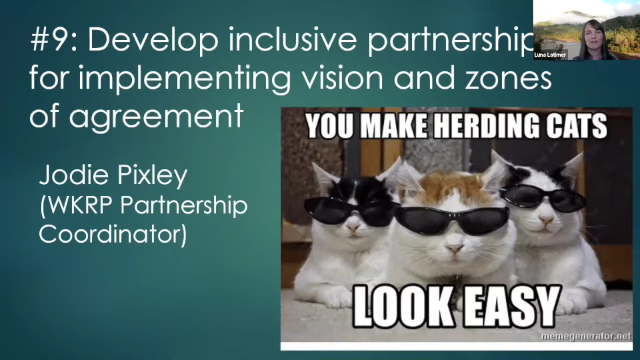 #9: Develop inclusive partnership
for implementing vision and zones
of agreement
Luna Latimer
Jodie Pixley
(WKRP Partnership
Coordinator)
YOU MAKE HERDING CATS
LOOK EASY
memegenerator.net